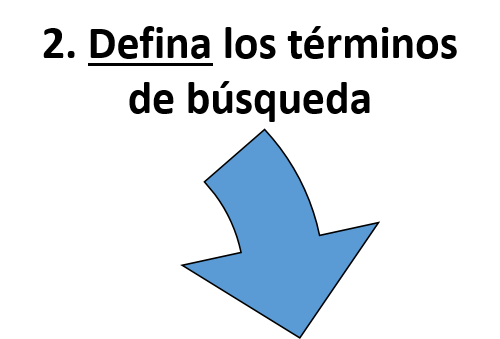 2. Defina los términos
de búsqueda